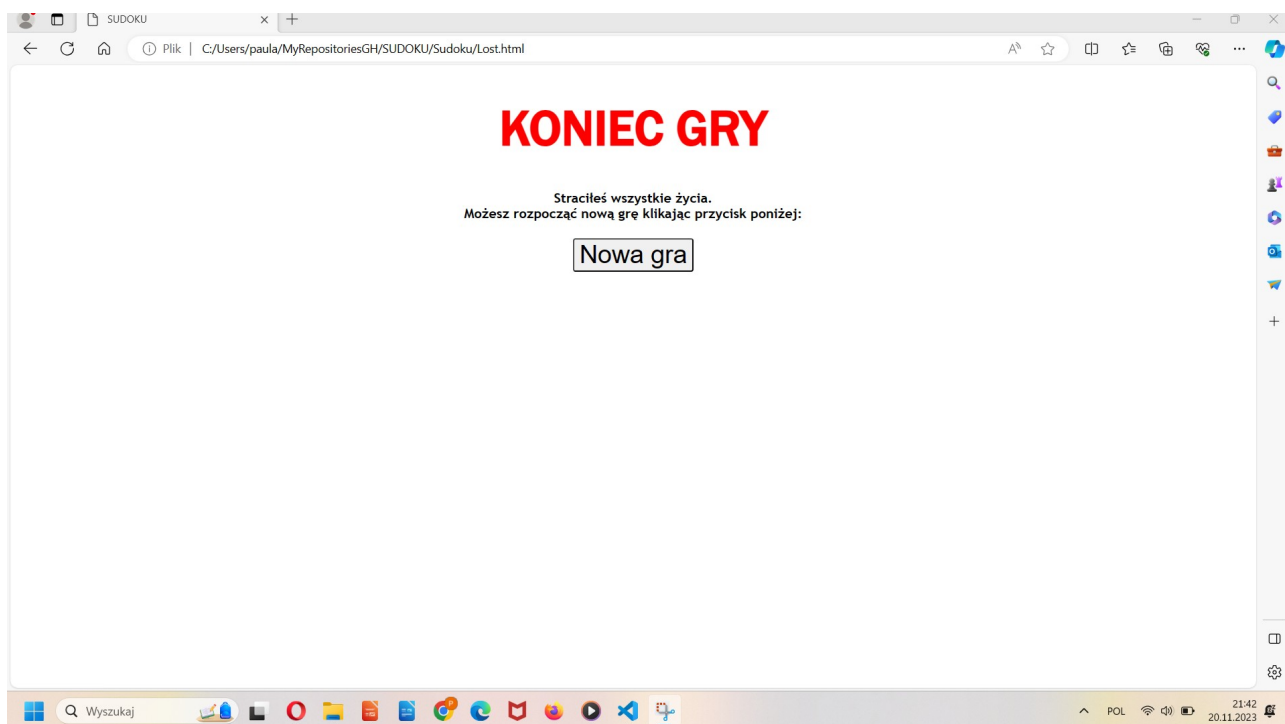 SUDOKU
Plik | C:/Users/paula/MyRepositoriesGH/SUDOKU/Sudoku/Lost.html
KONIEC GRY
Straciłeś wszystkie życia.
Możesz rozpocząć nową grę klikając przycisk poniżej:
Nowa gra
Wyszukaj
POL
21:42
20.11.2023